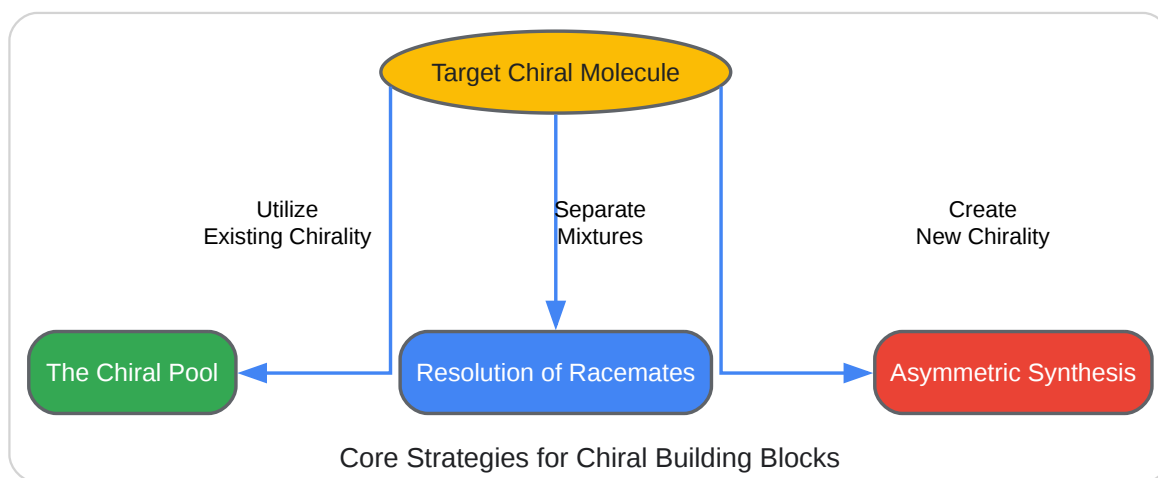 Target Chiral Molecule
Utilize
Existing Chirality
Separate
Mixtures
Create
New Chirality
The Chiral Pool
Resolution of Racemates
Asymmetric Synthesis
Core Strategies for Chiral Building Blocks